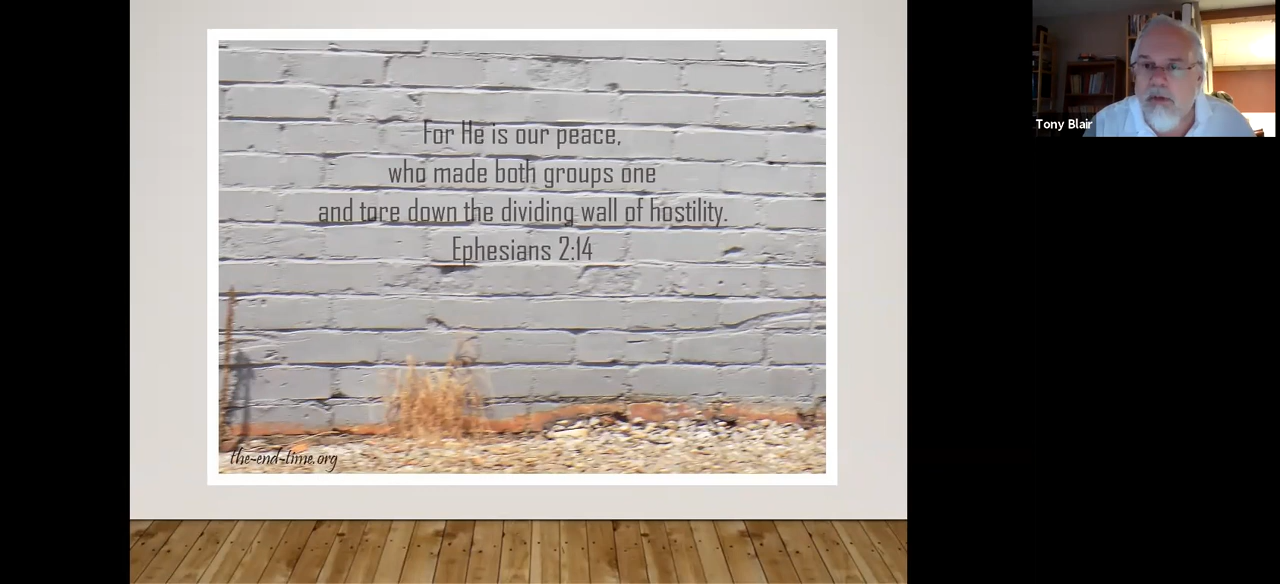 For He is our peace,
who made both groups one
and tore down the dividing wall of hostility.
Ephesians 2:14
the-end-time.org
Tony Blair